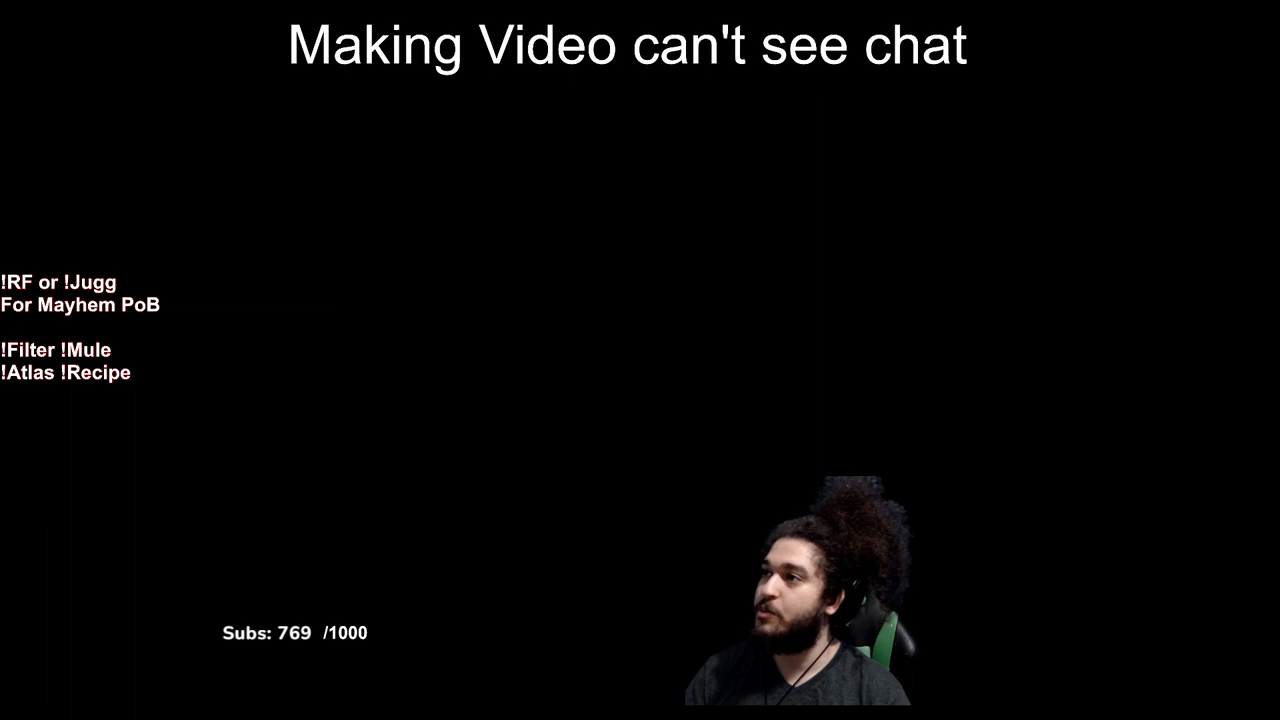 Making Video can't see chat
!RF or !Jugg
For Mayhem PoB
!Filter !Mule
!Atlas !Recipe
Subs: 769 /1000